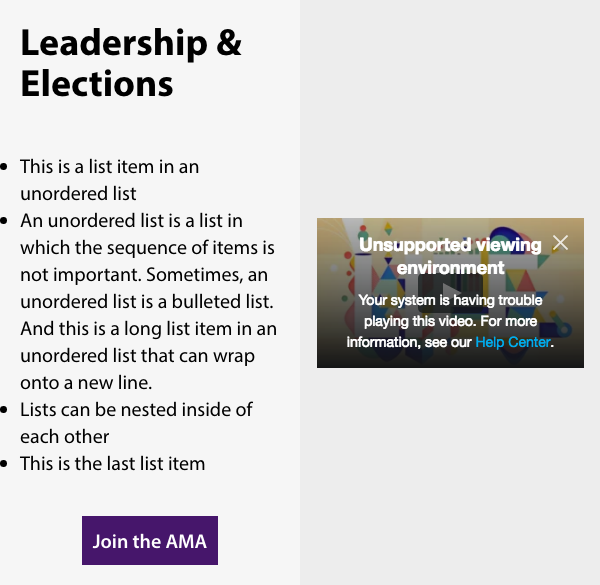 Leadership &
Elections
This is a list item in an
unordered list
An unordered list is a list in
which the sequence of items is
not important. Sometimes, an
unordered list is a bulleted list.
And this is a long list item in an
unordered list that can wrap
onto a new line.
Lists can be nested inside of
each other
This is the last list item
Join the AMA
Unsupported viewing
environment
Your system is having trouble
playing this video. For more
information, see our Help Center.